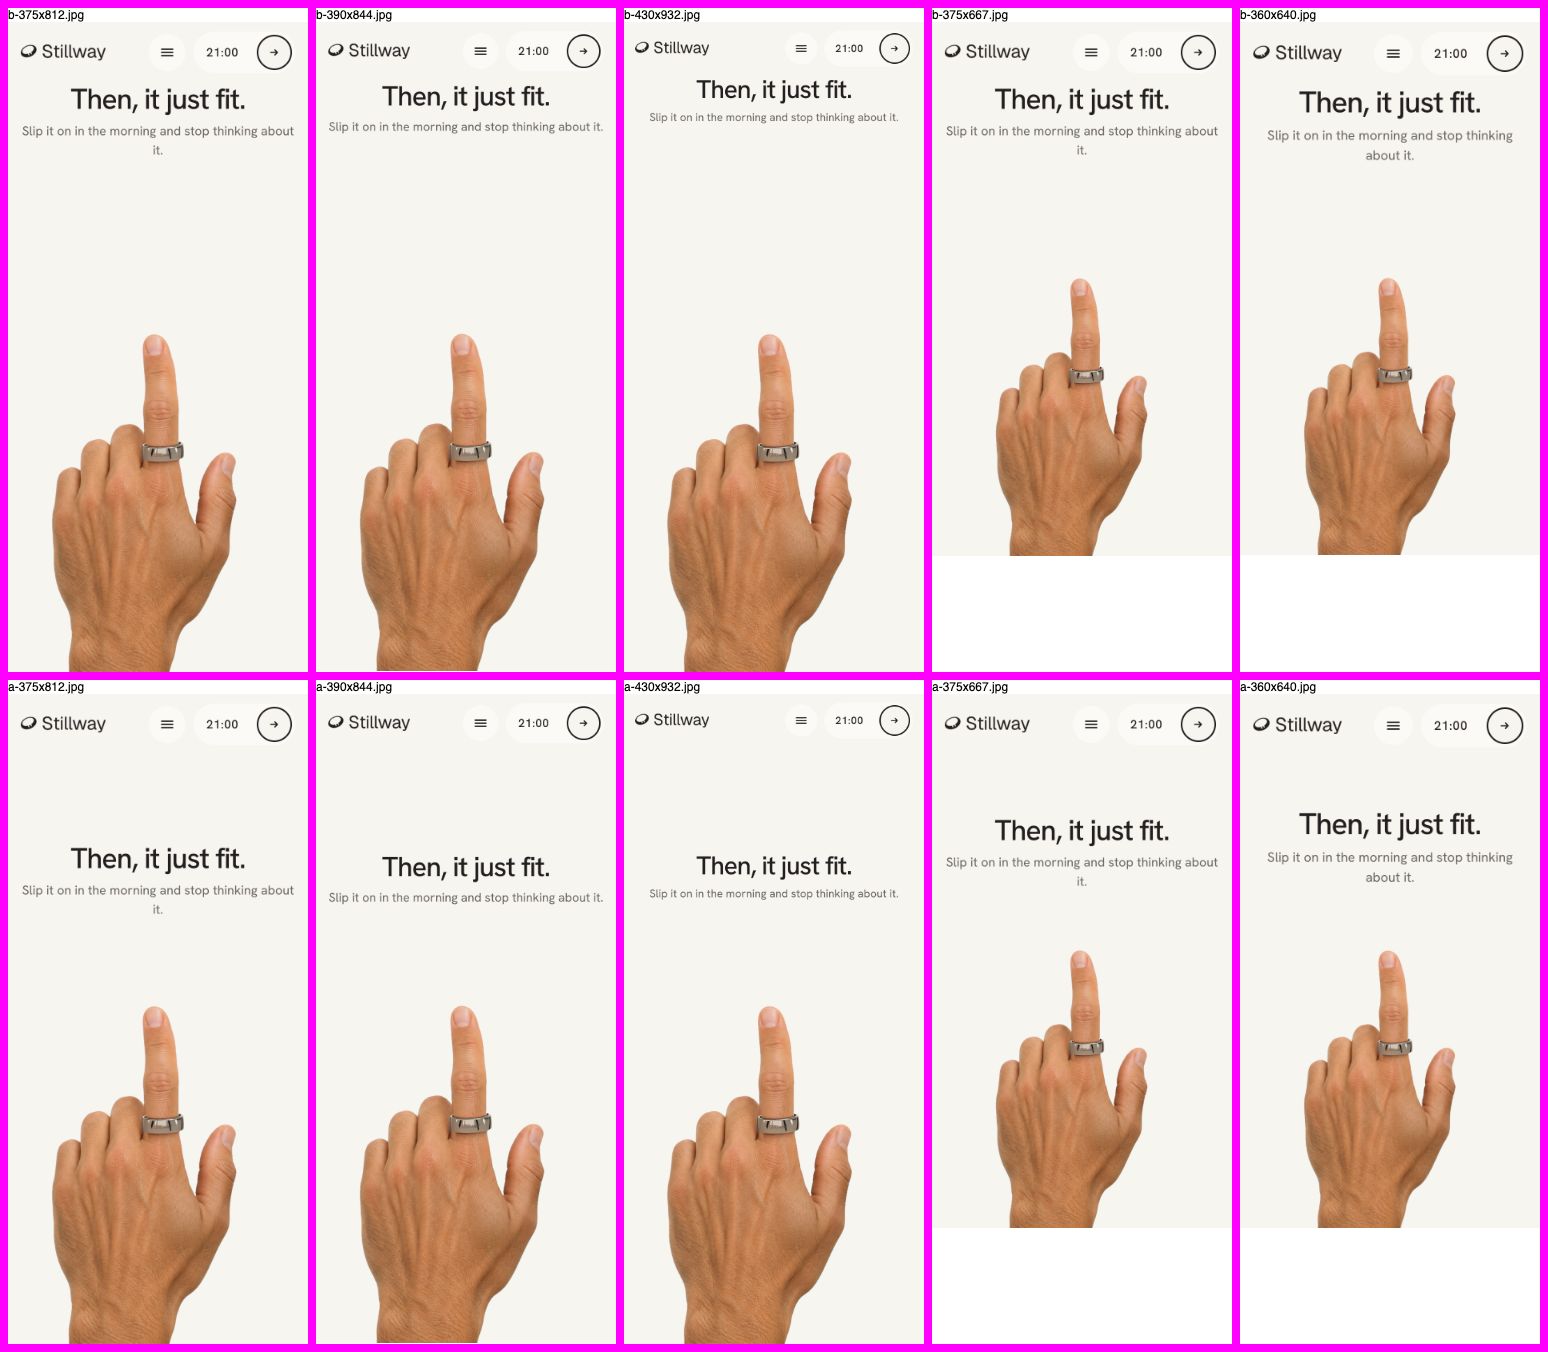 b-375x812.jpg
Stillway
21:00
Then, it just fit.
Slip it on in the morning and stop thinking about
it.
b-390x844.jpg
Stillway
21:00
Then, it just fit.
Slip it on in the morning and stop thinking about it.
b-430x932.jpg
Stillway
21:00
Then, it just fit.
Slip it on in the morning and stop thinking about it.
b-375x667.jpg
Stillway
21:00
Then, it just fit.
Slip it on in the morning and stop thinking about
it.
b-360x640.jpg
Stillway
21:00
Then, it just fit.
Slip it on in the morning and stop thinking
about it.
a-375x812.jpg
Stillway
21:00
Then, it just fit.
Slip it on in the morning and stop thinking about
it.
a-390x844.jpg
Stillway
21:00
Then, it just fit.
Slip it on in the morning and stop thinking about it.
a-430x932.jpg
Stillway
21:00
Then, it just fit.
Slip it on in the morning and stop thinking about it.
a-375x667.jpg
Stillway
21:00
Then, it just fit.
Slip it on in the morning and stop thinking about
it.
a-360x640.jpg
Stillway
21:00
Then, it just fit.
Slip it on in the morning and stop thinking
about it.